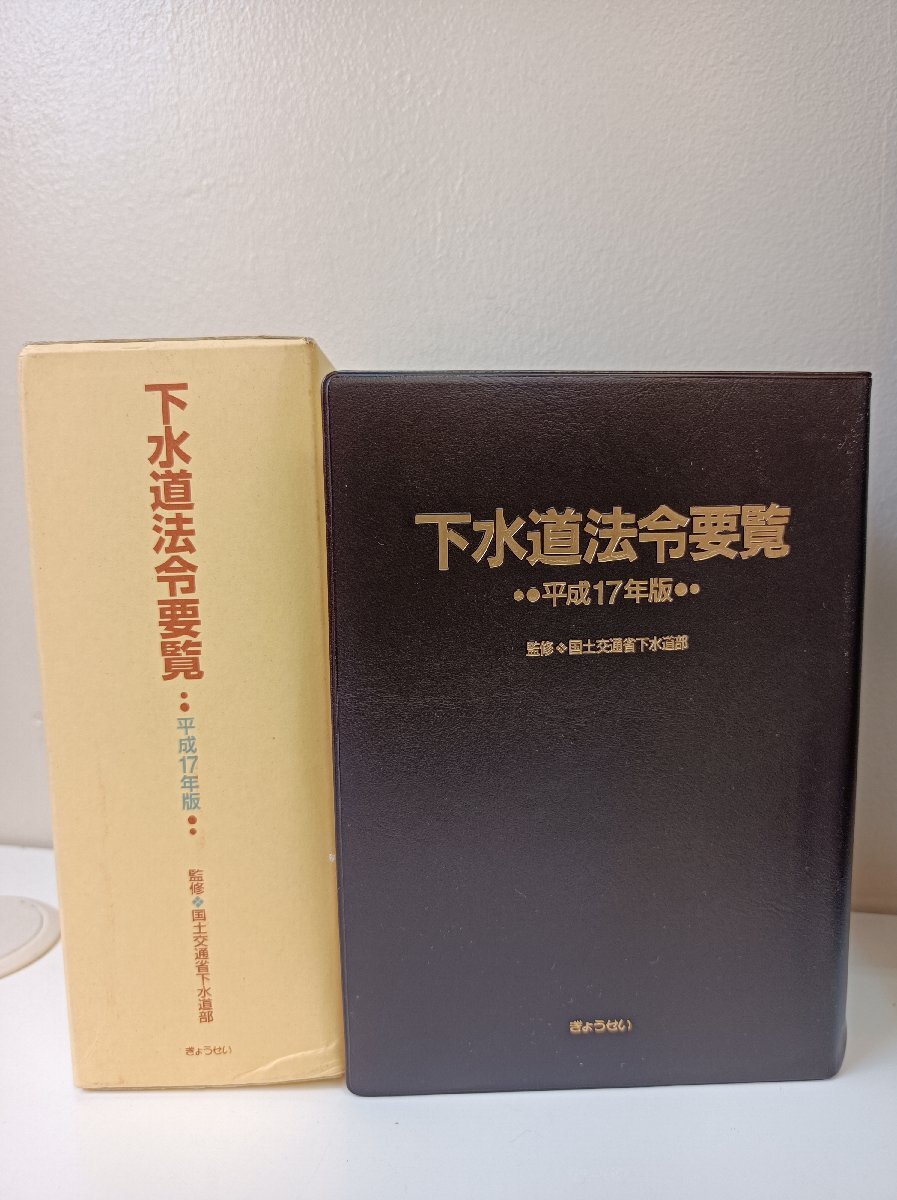 下水道法令要覧
••平成17年版••
監修❖国土交通省下水道部
ぎょうせい
下水道法令要覧
••平成17年版••
監修❖国土交通省下水道部
ぎょうせい